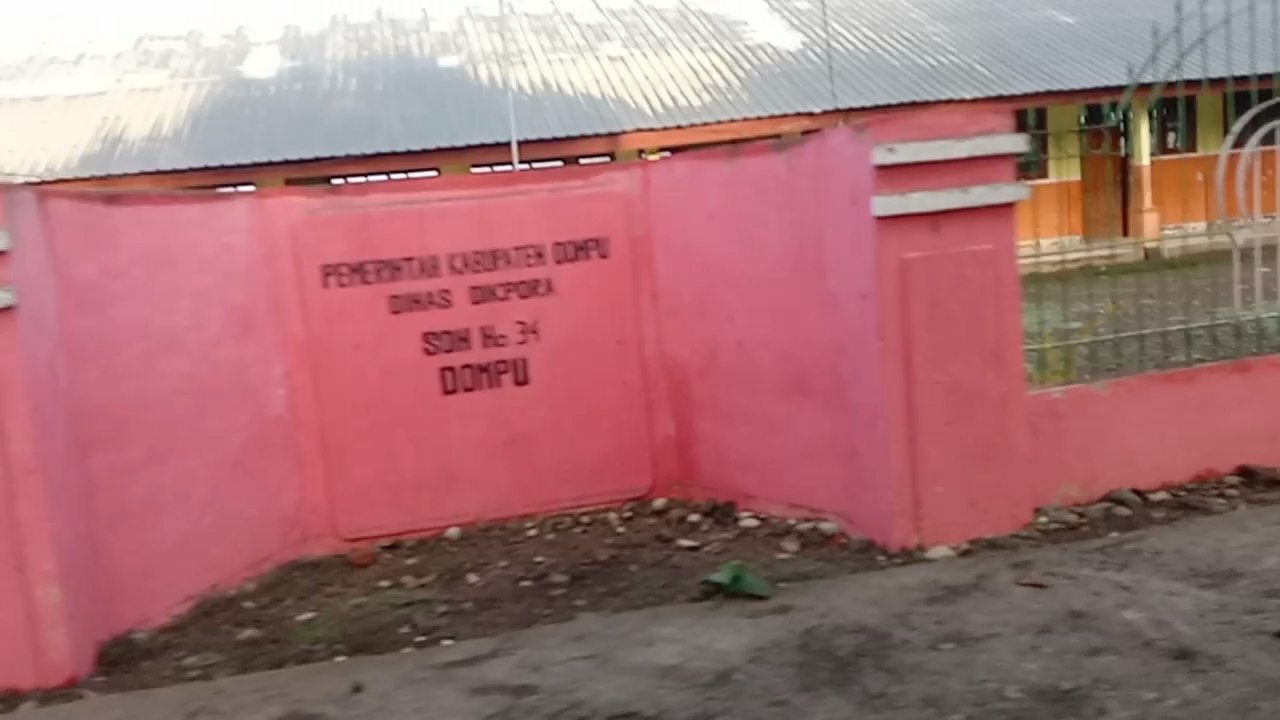 PEMERINTAH KABUPATEN DOMPU
DINAS DIKPORA
SDN No 34
DOMPU